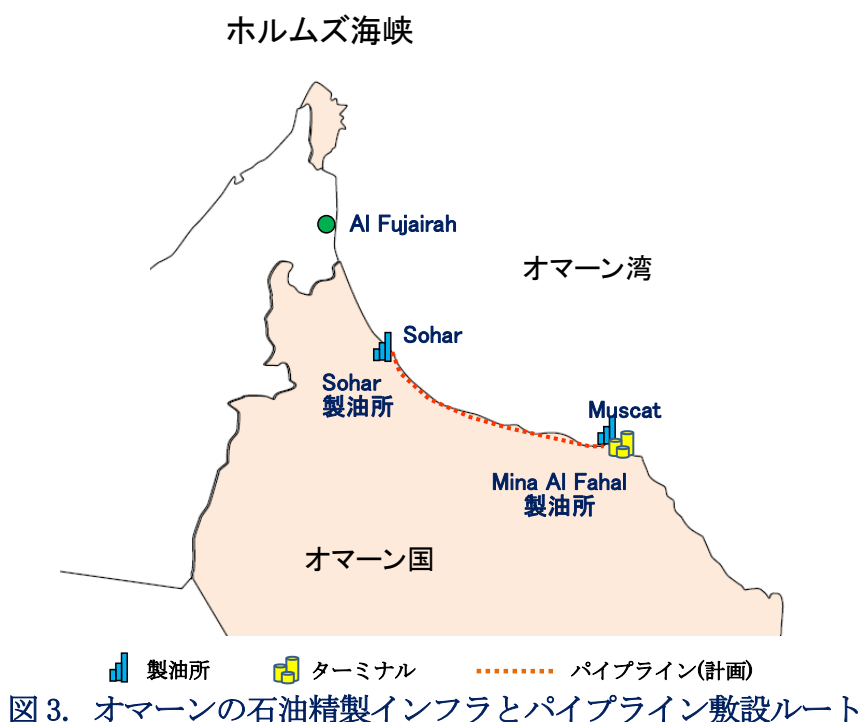 ホルムズ海峡
Al Fujairah
オマーン湾
Sohar
Sohar
製油所
Muscat
Mina Al Fahal
製油所
オマーン国
製油所 ターミナル パイプライン(計画)
図 3. オマーンの石油精製インフラとパイプライン敷設ルート